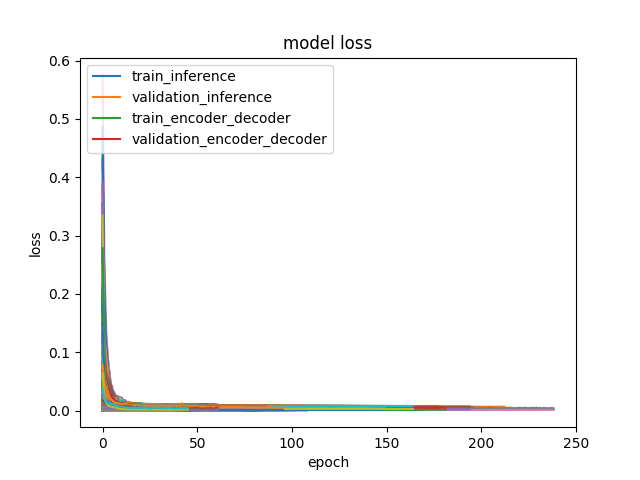 model loss
0.6
0.5
0.4
0.3
0.2
0.1
0.0
loss
train_inference
validation_inference
train_encoder_decoder
validation_encoder_decoder
0 50 100 150 200 250
epoch